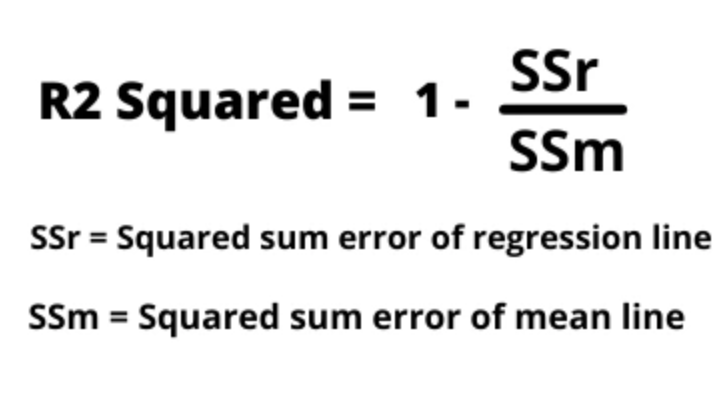 R2 Squared = 1 - SSr
SSm
SSr = Squared sum error of regression line
SSm = Squared sum error of mean line